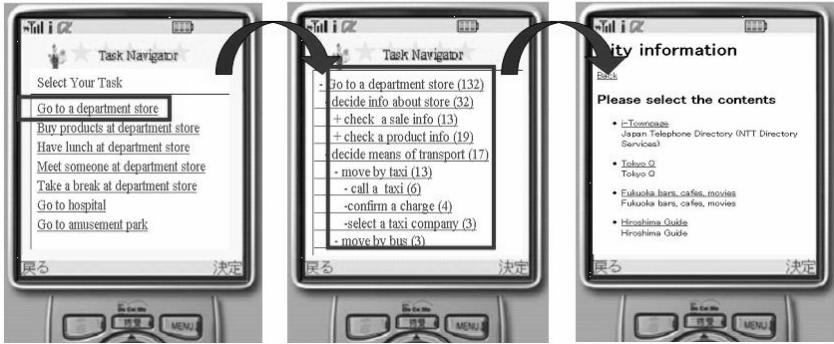 Task Navigator
Select Your Task
Go to a department store
Buy products at department store
Have lunch at department store
Meet someone at department store
Take a break at department store
Go to hospital
Go to amusement park
戻る 決定
MENU
Task Navigator
- Go to a department store (132)
- decide info about store (32)
+ check a sale info (13)
+ check a product info (19)
- decide means of transport (17)
- move by taxi (13)
- call a taxi (6)
-confirm a charge (4)
-select a taxi company (3)
- move by bus (3)
戻る 決定
MENU
ity information
Back
Please select the contents
• i-Townpage
Japan Telephone Directory (NTT Directory
Services)
• Tokyo Q
Tokyo Q
• Fukuoka bars, cafes, movies
Fukuoka bars, cafes, movies
• Hiroshima Guide
Hiroshima Guide
戻る 決定
MENU